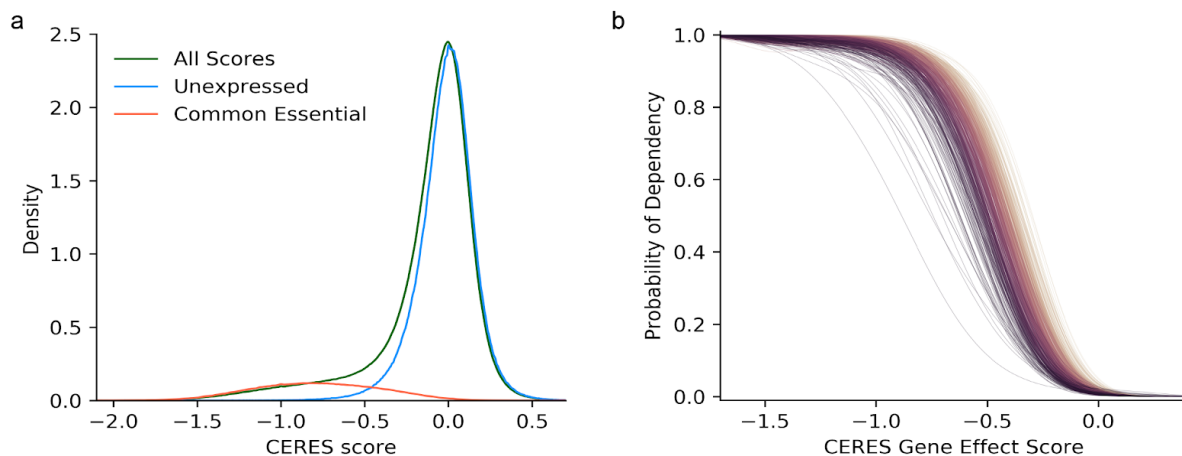 a
2.5
2.0
1.5
1.0
0.5
0.0
Density
All Scores
Unexpressed
Common Essential
−2.0 −1.5 −1.0 −0.5 0.0 0.5
CERES score
b
1.0
0.8
0.6
0.4
0.2
0.0
Probability of Dependency
−1.5 −1.0 −0.5 0.0
CERES Gene Effect Score